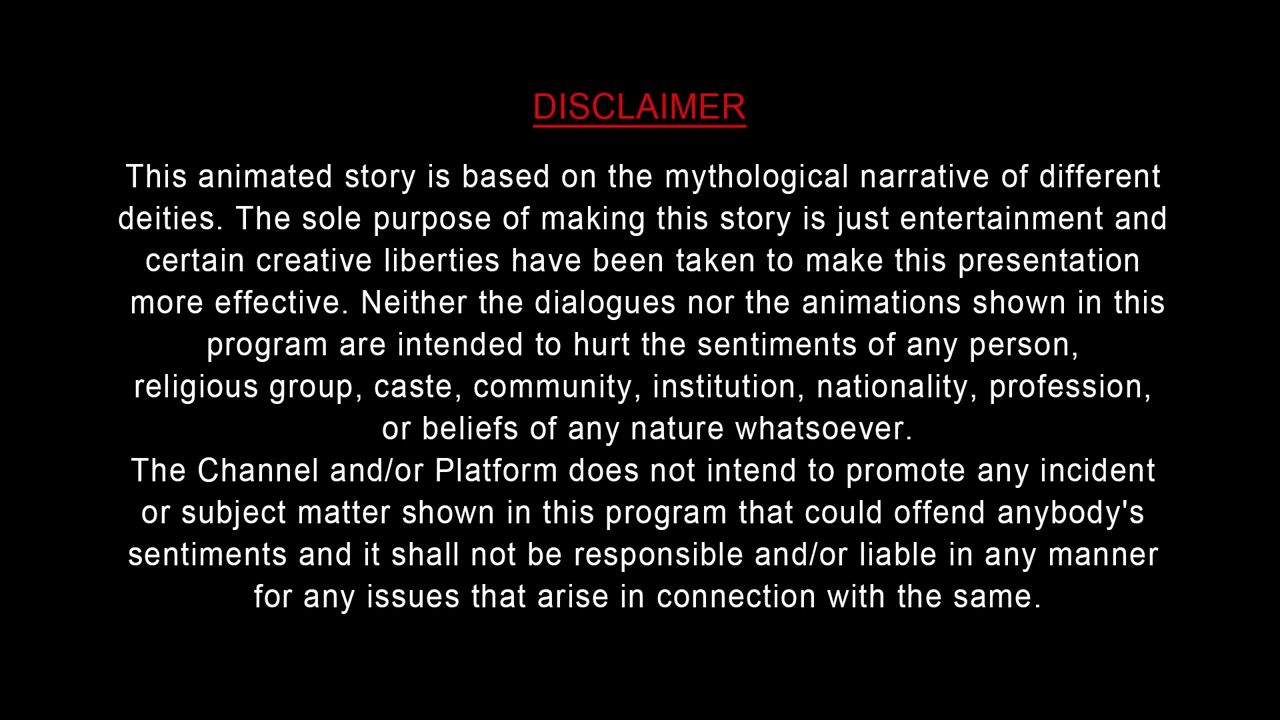 DISCLAIMER
This animated story is based on the mythological narrative of different
deities. The sole purpose of making this story is just entertainment and
certain creative liberties have been taken to make this presentation
more effective. Neither the dialogues nor the animations shown in this
program are intended to hurt the sentiments of any person,
religious group, caste, community, institution, nationality, profession,
or beliefs of any nature whatsoever.
The Channel and/or Platform does not intend to promote any incident
or subject matter shown in this program that could offend anybody's
sentiments and it shall not be responsible and/or liable in any manner
for any issues that arise in connection with the same.